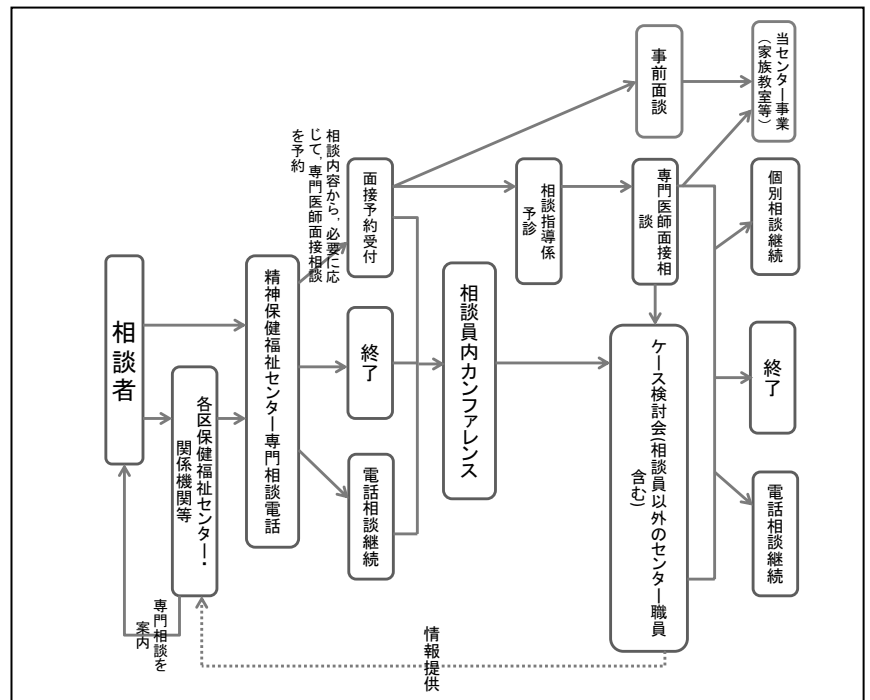 相談者
各区保健福祉センター・
関係機関等
専門相談を
案内
精神保健福祉センター専門相談電話
相談内容から，必要に応
じて，専門医師面接相談
を予約
面接予約受付
終了
電話相談継続
相談員内カンファレンス
相談指導係
予診
事前面談
専門医師面接相
談
ケース検討会(相談員以外のセンター職員
含む)
当センター事業
（家族教室等）
個別相談継続
終了
電話相談継続
情報提供